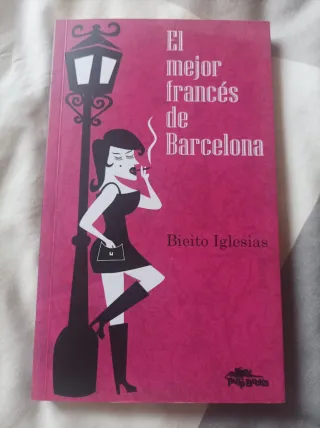 El
mejor
francés
de
Barcelona
Bieito Iglesias